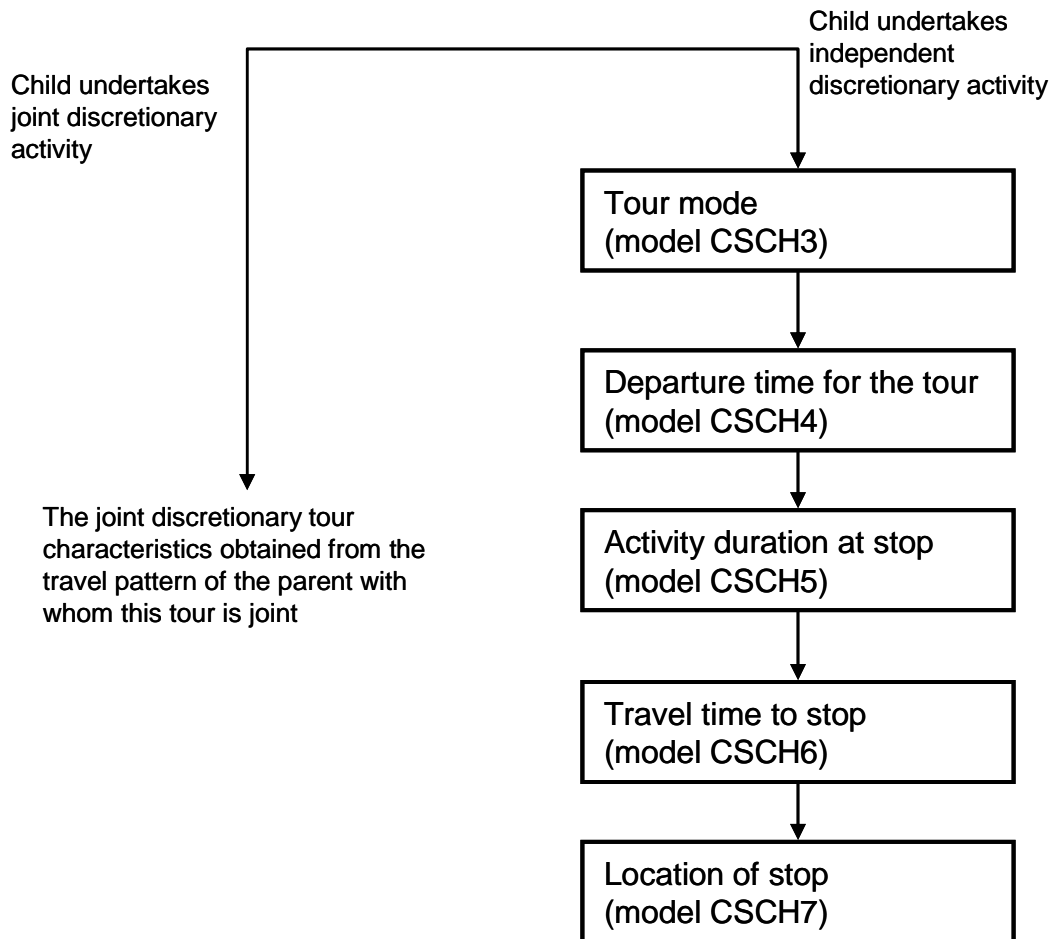 Child undertakes
independent
discretionary activity
Child undertakes
joint discretionary
activity
Tour mode
(model CSCH3)
Departure time for the tour
(model CSCH4)
Activity duration at stop
(model CSCH5)
The joint discretionary tour
characteristics obtained from the
travel pattern of the parent with
whom this tour is joint
Travel time to stop
(model CSCH6)
Location of stop
(model CSCH7)